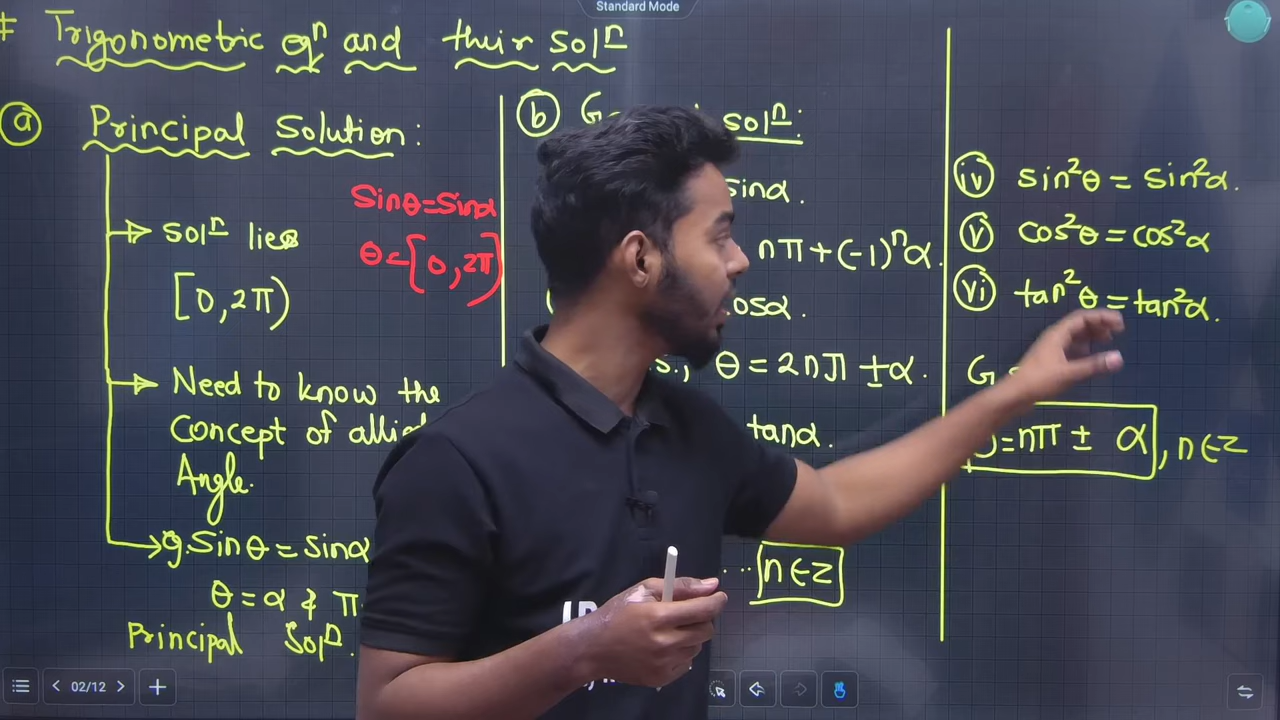 Standard Mode
# Trigonometric eqⁿ and their solⁿ
ⓐ Principal Solution:
→ solⁿ lies
[0, 2π)
→ Need to know the
Concept of allied
Angle.
→ g. Sinθ = sinα
θ = α & π
Principal Solⁿ.
Sinθ=Sinα
θ=[0, 2π)
ⓑ G solⁿ:
sinα.
nπ+(-1)ⁿα.
cosα.
s., θ = 2nπ ±α.
tanα.
... n∈z
iv sin²θ = sin²α.
v cos²θ = cos²α
vi tan²θ = tan²α.
G
θ=nπ ± α, n∈z
02/12